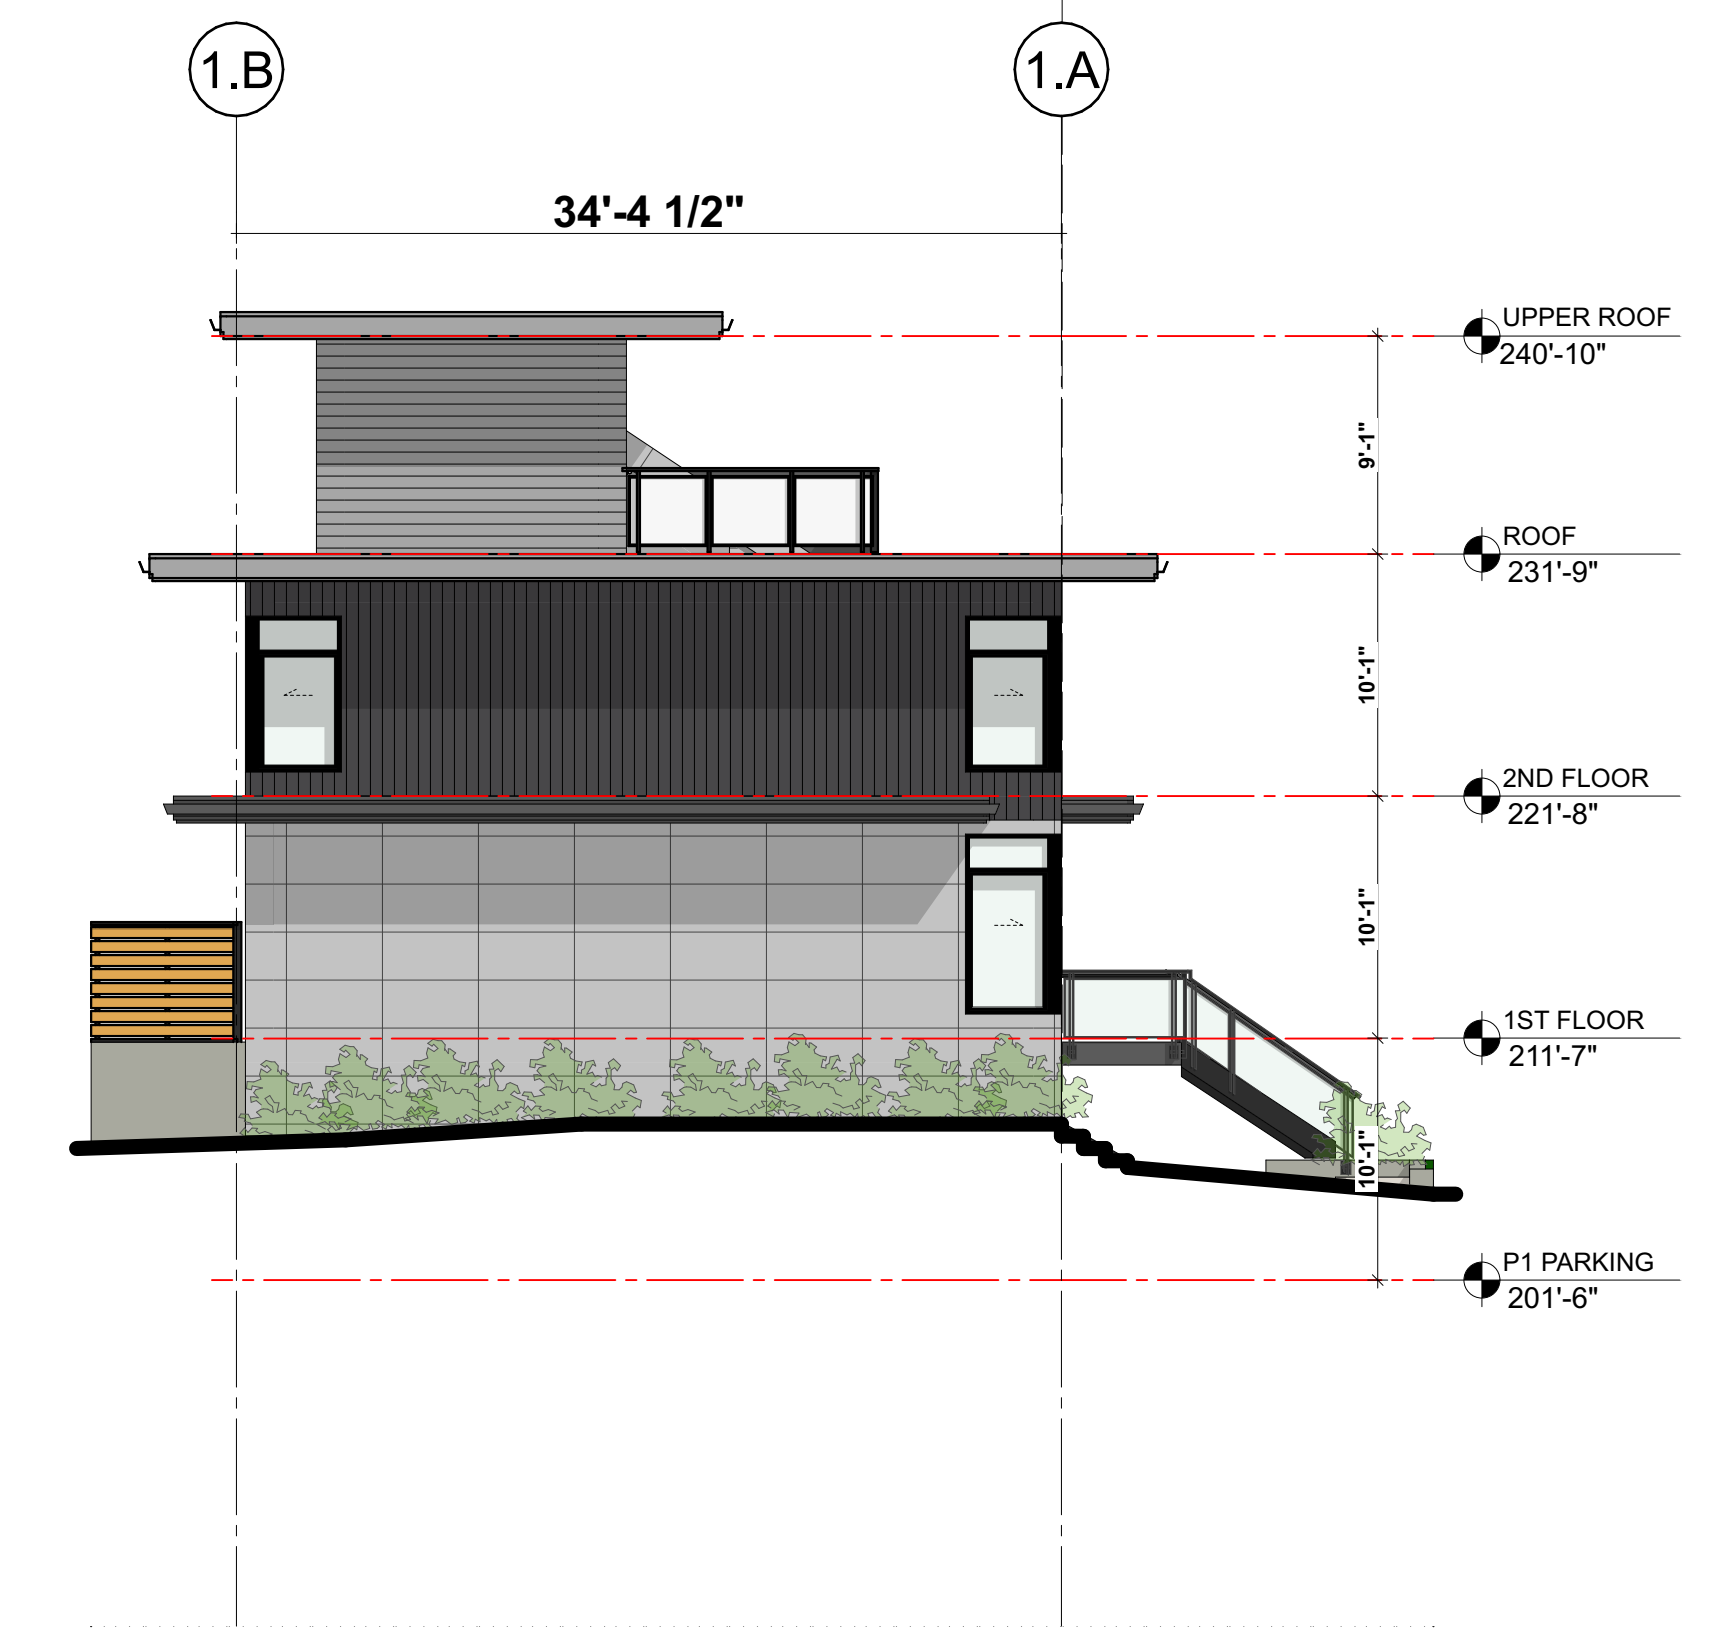 1.B
1.A
34'-4 1/2"
UPPER ROOF
240'-10"
9'-1"
ROOF
231'-9"
10'-1"
2ND FLOOR
221'-8"
10'-1"
1ST FLOOR
211'-7"
10'-1"
P1 PARKING
201'-6"